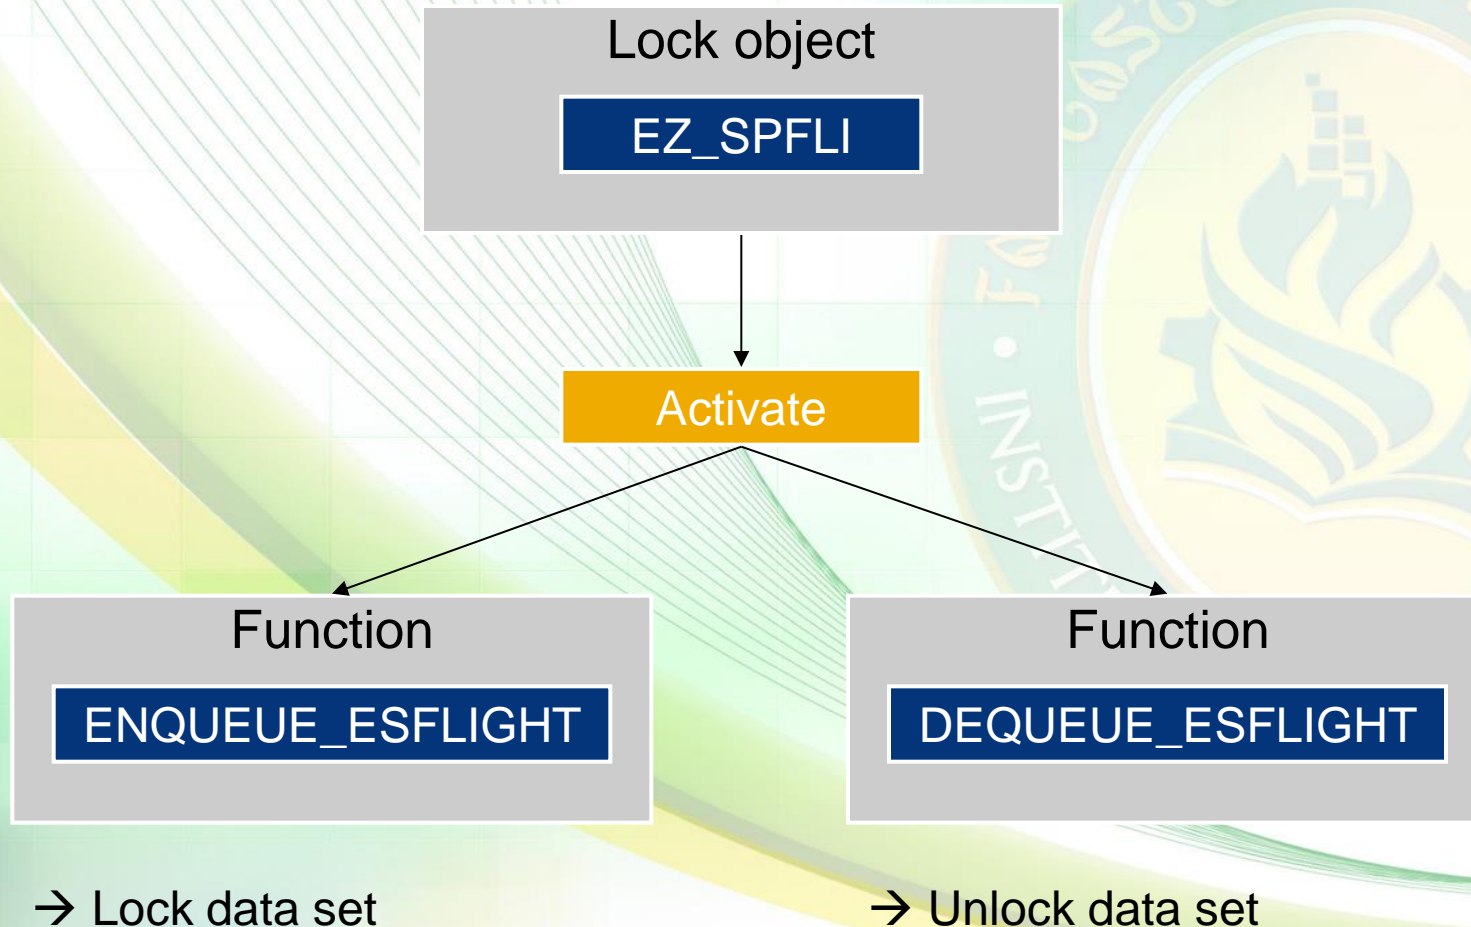 Lock object
EZ_SPFLI
Activate
Function
ENQUEUE_ESFLIGHT
Function
DEQUEUE_ESFLIGHT
→ Lock data set
→ Unlock data set